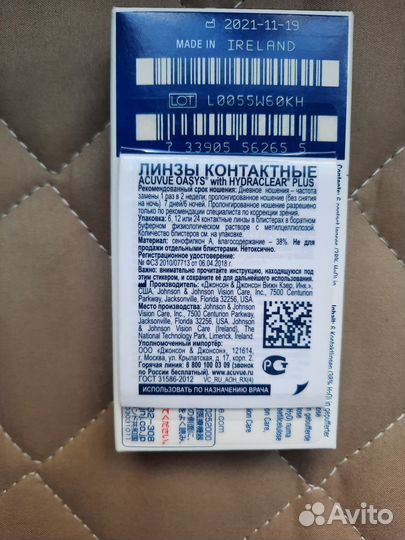 2021-11-19
MADE IN IRELAND
LOT L0055W60KH
7 33905 56265 5
ЛИНЗЫ КОНТАКТНЫЕ
ACUVUE OASYS® with HYDRACLEAR® PLUS
Рекомендованный срок ношения: Дневное ношения – частота
замены 1 раз в 2 недели; пролонгированное ношение (без снятия
на ночь) 7 дней/6 ночей. Пролонгированное ношение разрешено
только по рекомендации специалиста по коррекции зрения.
Упаковка: 6, 12 или 24 контактные линзы в блистерах в боратном
буферном физиологическом растворе с метилцеллюлозой.
Количество блистеров см. на упаковке.
Материал: сенофилкон А, влагосодержание – 38%. Не для
продажи отдельными блистерами. Нетоксично.
Регистрационное удостоверение:
№ ФСЗ 2010/07713 от 06.04.2018 г.
Важно: внимательно прочитайте инструкцию, находящуюся под
этим стикером, и сохраните её для дальнейшего использования.
Производитель: «Джонсон & Джонсон Вижн Кэар, Инк.»,
США, Johnson & Johnson Vision Care, Inc., 7500 Centurion
Parkway, Jacksonville, Florida 32256, USA
Место производства: Johnson & Johnson
Vision Care, Inc., 7500 Centurion Parkway,
Jacksonville, Florida 32256, USA, Johnson &
Johnson Vision Care (Ireland), The
National Technology Park, Limerick, Ireland.
Уполномоченный импортёр:
ООО «Джонсон & Джонсон», 121614,
г. Москва, ул. Крылатская, д. 17, корп. 2.
Горячая линия: 8 800 100 03 09 (звонок
по России бесплатный). www.acuvue.ru
ГОСТ 31586-2012 VC_RU_AOH_RX(4)
ИСПОЛЬЗОВАТЬ ПО НАЗНАЧЕНИЮ ВРАЧА
Avito